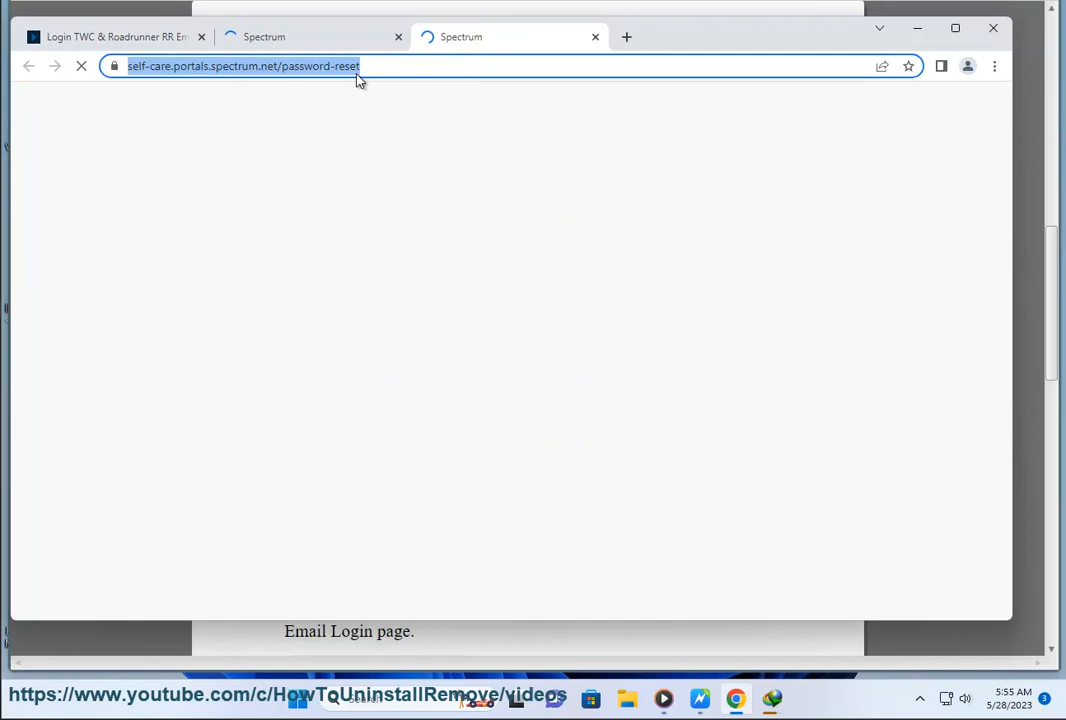 Login TWC & Roadrunner RR Em
Spectrum
Spectrum
self-care.portals.spectrum.net/password-reset
Email Login page.
https://www.youtube.com/c/HowToUninstallRemove/videos
5:55 AM
5/28/2023
3